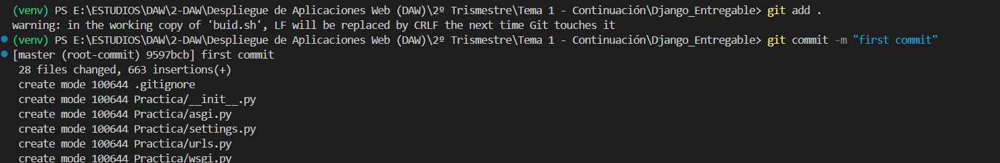 (venv) PS E:\ESTUDIOS\DAW\2-DAW\Despliegue de Aplicaciones Web (DAW)\2º Trismestre\Tema 1 - Continuación\Django_Entregable> git add .
warning: in the working copy of 'buid.sh', LF will be replaced by CRLF the next time Git touches it
(venv) PS E:\ESTUDIOS\DAW\2-DAW\Despliegue de Aplicaciones Web (DAW)\2º Trismestre\Tema 1 - Continuación\Django_Entregable> git commit -m "first commit"
[master (root-commit) 9597bcb] first commit
 28 files changed, 663 insertions(+)
 create mode 100644 .gitignore
 create mode 100644 Practica/__init__.py
 create mode 100644 Practica/asgi.py
 create mode 100644 Practica/settings.py
 create mode 100644 Practica/urls.py
 create mode 100644 Practica/wsgi.py